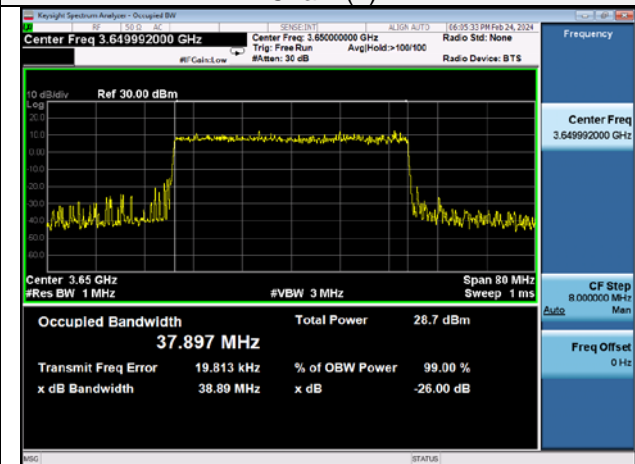 Keysight Spectrum Analyzer - Occupied BW
RF 50 Ω AC SENSE:INT ALIGN AUTO 06:05:33 PM Feb 24, 2024
Center Freq 3.649992000 GHz
Center Freq: 3.650000000 GHz
Radio Std: None
Trig: Free Run Avg|Hold:>100/100
#IFGain:Low #Atten: 30 dB Radio Device: BTS
10 dB/div Ref 30.00 dBm
Log
20.0
10.0
0.00
-10.0
-20.0
-30.0
-40.0
-50.0
-60.0
Center 3.65 GHz Span 80 MHz
#Res BW 1 MHz #VBW 3 MHz Sweep 1 ms
Occupied Bandwidth Total Power 28.7 dBm
37.897 MHz
Transmit Freq Error 19.813 kHz % of OBW Power 99.00 %
x dB Bandwidth 38.89 MHz x dB -26.00 dB
MSG STATUS
Frequency
Center Freq
3.649992000 GHz
CF Step
8.000000 MHz
Auto Man
Freq Offset
0 Hz